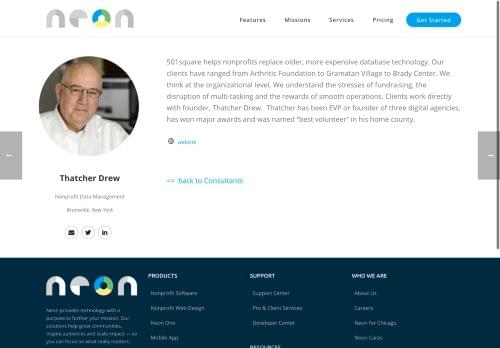 neon
Features Missions Services Pricing Get Started
501square helps nonprofits replace older, more expensive database technology. Our
clients have ranged from Arthritis Foundation to Gramatan Village to Brady Center. We
think at the organizational level. We understand the stresses of fundraising, the
disruption of multi-tasking and the rewards of smooth operations. Clients work directly
with founder, Thatcher Drew. Thatcher has been EVP or founder of three digital agencies,
has won major awards and was named “best volunteer” in his home county.
website
<< back to Consultants
←
→
Thatcher Drew
Nonprofit Data Management
Bronxville, New York
neon
Neon provides technology with a
purpose to further your mission. Our
solutions help grow communities,
inspire audiences and scale impact — so
you can focus on what really matters.
PRODUCTS
Nonprofit Software
Nonprofit Web Design
Neon One
Mobile App
SUPPORT
Support Center
Pro & Client Services
Developer Center
RESOURCES
WHO WE ARE
About Us
Careers
Neon for Chicago
Neon Cares